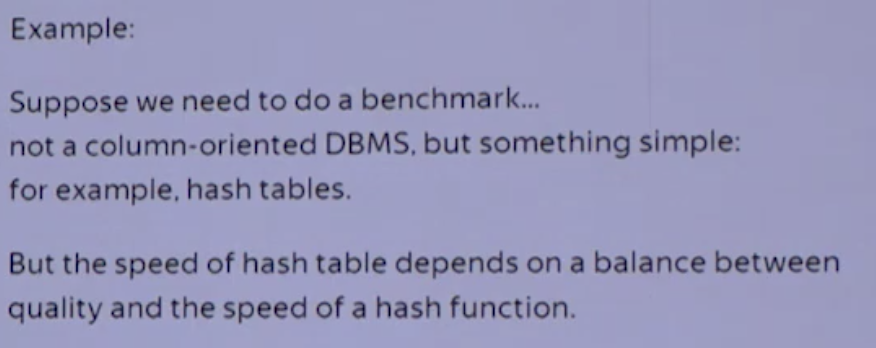 Example:
Suppose we need to do a benchmark...
not a column-oriented DBMS, but something simple:
for example, hash tables.
But the speed of hash table depends on a balance between
quality and the speed of a hash function.